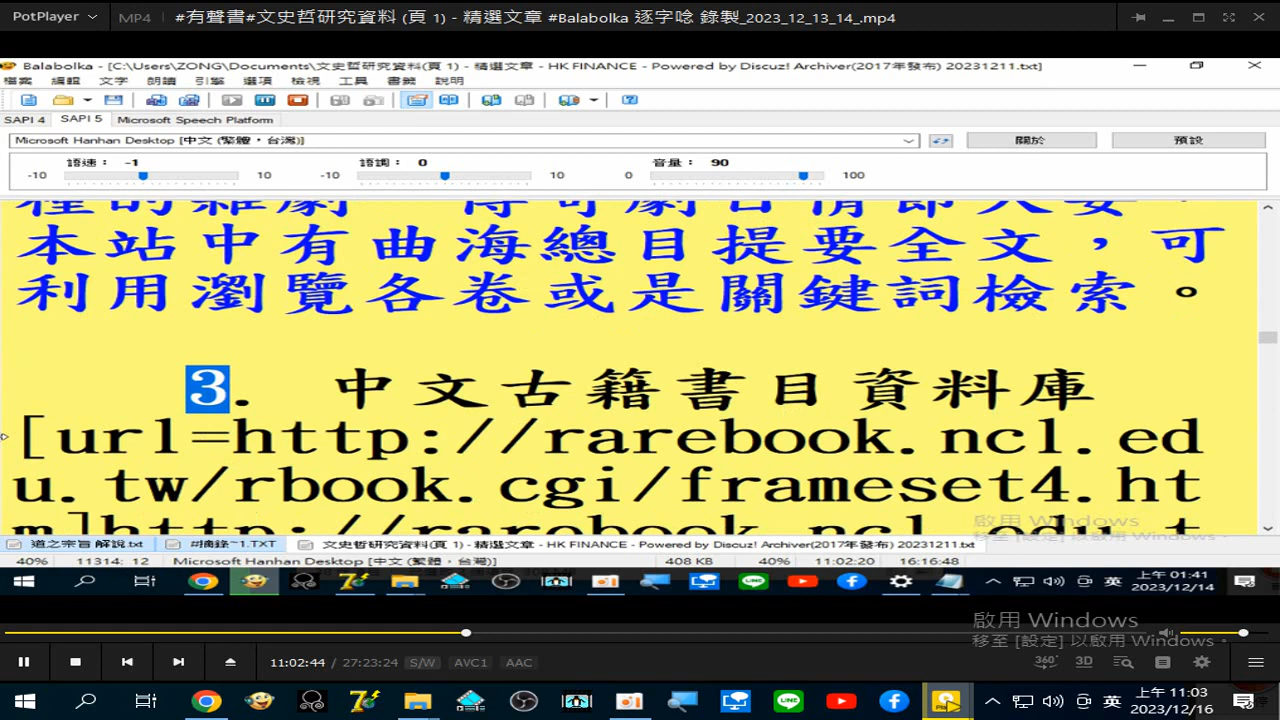 PotPlayer MP4 #有聲書#文史哲研究資料 (頁 1) - 精選文章 #Balabolka 逐字唸 錄製_2023_12_13_14_.mp4
Balabolka - [C:\Users\ZONG\Documents\文史哲研究資料(頁 1) - 精選文章 - HK FINANCE - Powered by Discuz! Archiver(2017年發布) 20231211.txt]
檔案 編輯 文字 朗讀 引擎 選項 檢視 工具 書籤 說明
SAPI 4 SAPI 5 Microsoft Speech Platform
Microsoft Hanhan Desktop [中文 (繁體，台灣)] 關於 預設
語速： -1 語調： 0 音量： 90
-10 10 -10 10 0 100
本站中有曲海總目提要全文，可
利用瀏覽各卷或是關鍵詞檢索。
3. 中文古籍書目資料庫
[url=http://rarebook.ncl.ed
u.tw/rbook.cgi/frameset4.ht
m]http://rarebook.ncl.edu.t
啟用 Windows
移至 [設定] 以啟用 Windows。
道之宗旨 解說.txt #摘錄~1.TXT 文史哲研究資料(頁 1) - 精選文章 - HK FINANCE - Powered by Discuz! Archiver(2017年發布) 20231211.txt
40% 11314: 12 Microsoft Hanhan Desktop [中文 (繁體，台灣)] 408 KB 40% 11:02:20 16:16:48
英 上午 01:41
2023/12/14
啟用 Windows
移至 [設定] 以啟用 Windows。
11:02:44 / 27:23:24 S/W AVC1 AAC 360° 3D
英 上午 11:03
2023/12/16